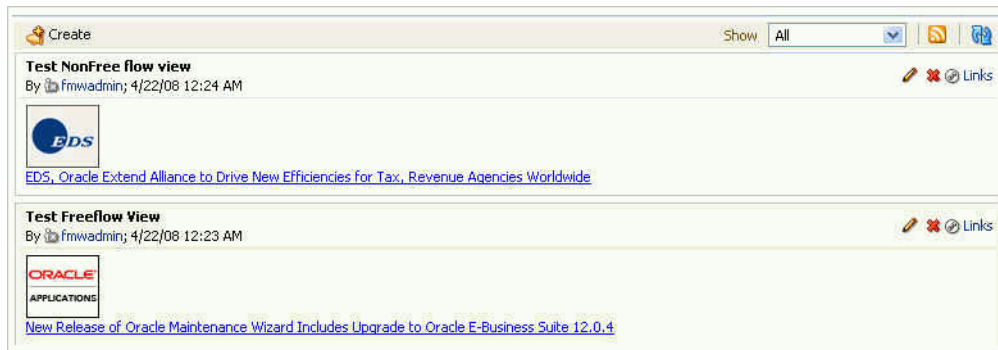 Create
Show All
Test NonFree flow view
By fmwadmin; 4/22/08 12:24 AM
Links
EDS
EDS, Oracle Extend Alliance to Drive New Efficiencies for Tax, Revenue Agencies Worldwide
Test Freeflow View
By fmwadmin; 4/22/08 12:23 AM
Links
ORACLE
APPLICATIONS
New Release of Oracle Maintenance Wizard Includes Upgrade to Oracle E-Business Suite 12.0.4